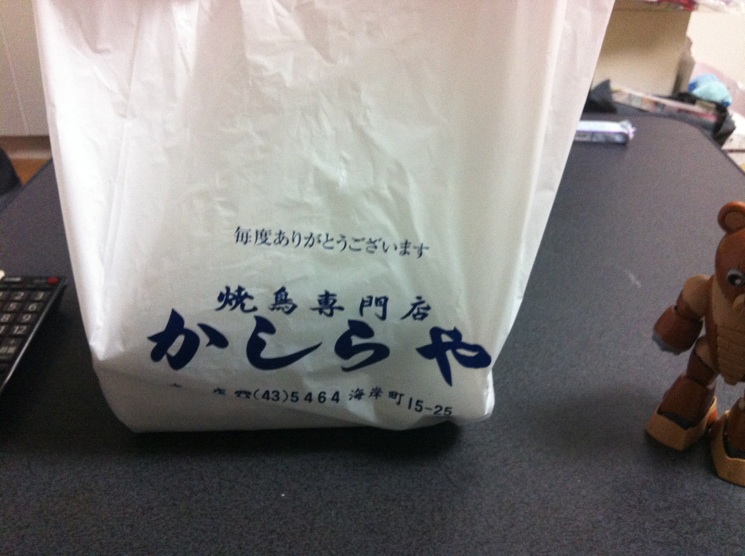 毎度ありがとうございます
焼鳥専門店
かしらや
店☎(43)5464 海岸町15-25